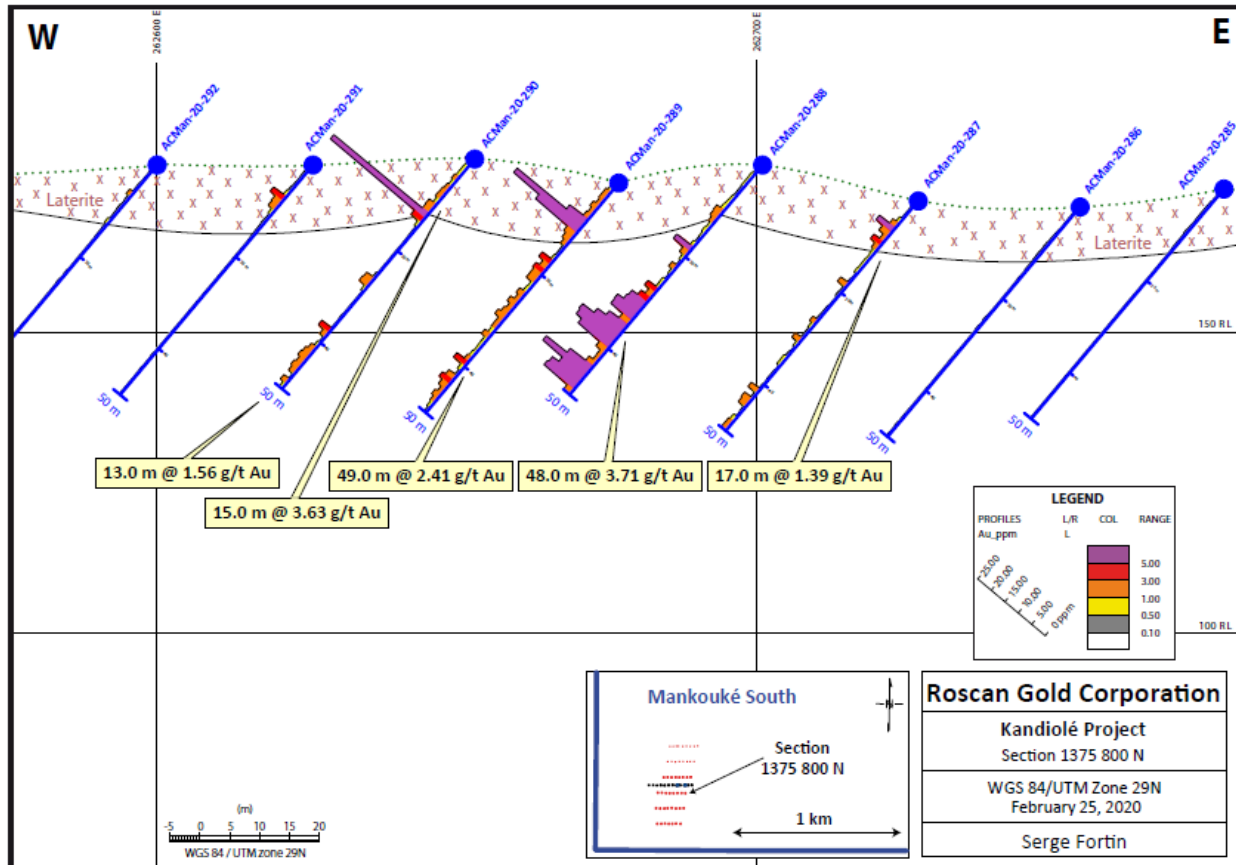 W
E
262600 E
262700 E
ACMan-20-292
ACMan-20-291
ACMan-20-290
ACMan-20-289
ACMan-20-288
ACMan-20-287
ACMan-20-286
ACMan-20-285
Laterite
Laterite
150 RL
50 m
50 m
50 m
50 m
50 m
50 m
50 m
13.0 m @ 1.56 g/t Au
49.0 m @ 2.41 g/t Au
48.0 m @ 3.71 g/t Au
17.0 m @ 1.39 g/t Au
15.0 m @ 3.63 g/t Au
LEGEND
PROFILES L/R COL RANGE
Au_ppm L
25.00
20.00
15.00
10.00
5.00
0 ppm
5.00
3.00
1.00
0.50
0.10
100 RL
Mankouké South
N
Section
1375 800 N
1 km
Roscan Gold Corporation
Kandiolé Project
Section 1375 800 N
WGS 84/UTM Zone 29N
February 25, 2020
Serge Fortin
(m)
-5 0 5 10 15 20
WGS 84 / UTM zone 29N